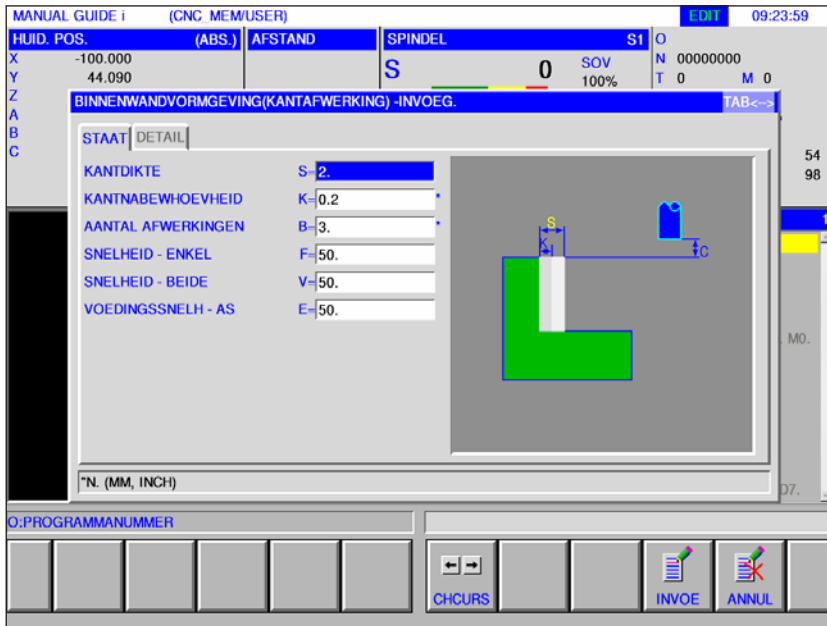 MANUAL GUIDE i (CNC_MEM/USER) EDIT 09:23:59
HUID. POS. (ABS.) AFSTAND SPINDEL S1 O
X -100.000 N 00000000
Y 44.090 S 0 SOV 100% T 0 M 0
Z
BINNENWANDVORMGEVING(KANTAFWERKING) -INVOEG. TAB<-->
A
B
STAAT DETAIL
C
54
98
KANTDIKTE S=2.
KANTNABEWHOEVHEID K=0.2 *
AANTAL AFWERKINGEN B=3. *
SNELHEID - ENKEL F=50.
SNELHEID - BEIDE V=50.
VOEDINGSSNELH - AS E=50.
S
K
C
1
M0.
D7.
"N. (MM, INCH)
O:PROGRAMMANUMMER
CHCURS INVOE ANNUL